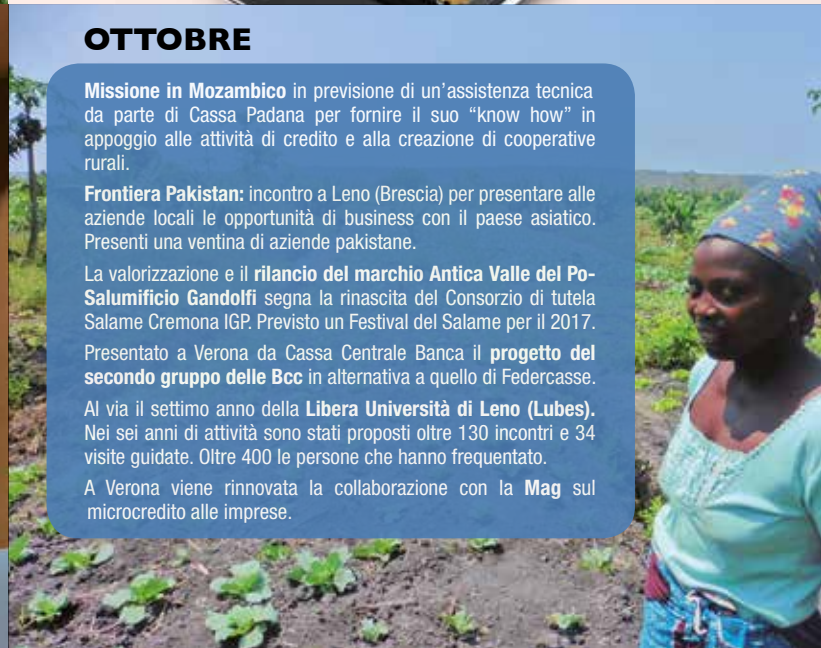 OTTOBRE
Missione in Mozambico in previsione di un'assistenza tecnica
da parte di Cassa Padana per fornire il suo “know how” in
appoggio alle attività di credito e alla creazione di cooperative
rurali.
Frontiera Pakistan: incontro a Leno (Brescia) per presentare alle
aziende locali le opportunità di business con il paese asiatico.
Presenti una ventina di aziende pakistane.
La valorizzazione e il rilancio del marchio Antica Valle del Po-
Salumificio Gandolfi segna la rinascita del Consorzio di tutela
Salame Cremona IGP. Previsto un Festival del Salame per il 2017.
Presentato a Verona da Cassa Centrale Banca il progetto del
secondo gruppo delle Bcc in alternativa a quello di Federcasse.
Al via il settimo anno della Libera Università di Leno (Lubes).
Nei sei anni di attività sono stati proposti oltre 130 incontri e 34
visite guidate. Oltre 400 le persone che hanno frequentato.
A Verona viene rinnovata la collaborazione con la Mag sul
microcredito alle imprese.